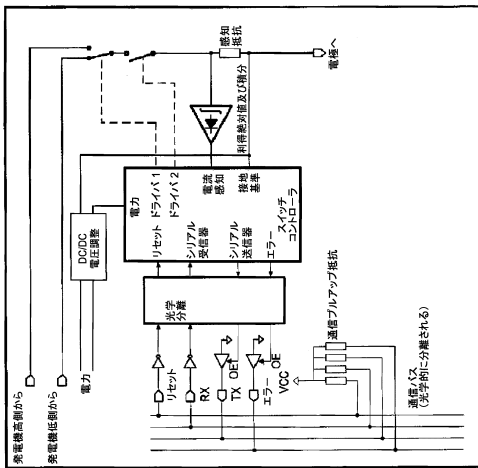 発電機高側から
発電機低側から
電力
DC/DC
電圧調整
感知
抵抗
電極へ
利得絶対値及び積分
電力
リセット
ドライバ 1
ドライバ 2
シリアル
受信器
電流
感知
シリアル
送信器
接地
基準
エラー
スイッチ
コントローラ
光学
分離
リセット
RX
TX
OE1
エラー
OE
VCC
通信プルアップ抵抗
通信バス
(光学的に分離される)